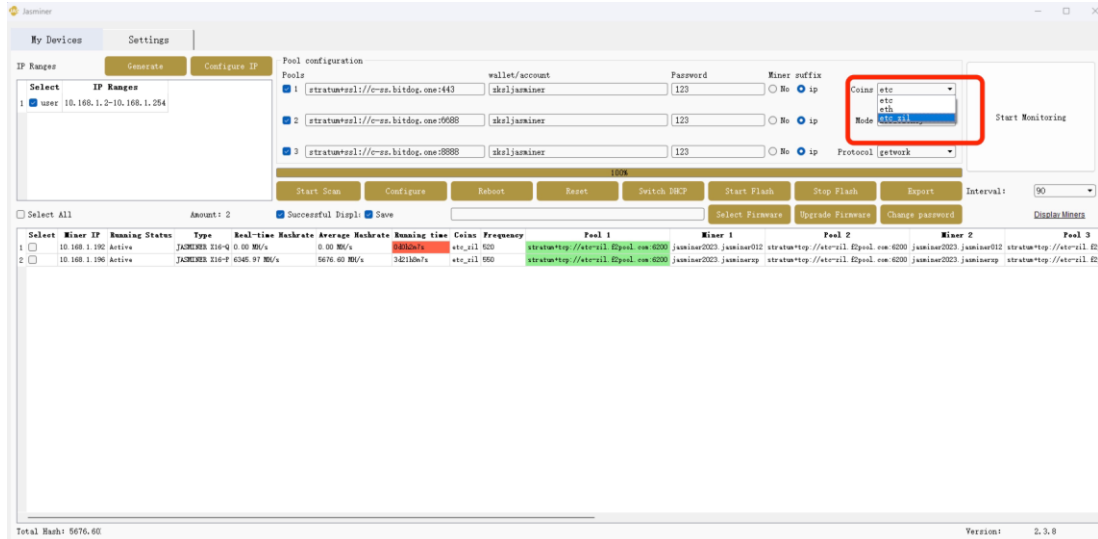 Jasminer
My Devices Settings
IP Ranges Generate Configure IP
Select IP Ranges
1 user 10.168.1.2-10.168.1.254
Pool configuration
Pools wallet/account Password Miner suffix
1 stratum+ssl://c-ss.bitdog.one:443 zksljasminer 123 No ip Coins etc
etc
eth
etc_zil
2 stratum+ssl://c-ss.bitdog.one:6688 zksljasminer 123 No ip Mode
3 stratum+ssl://c-ss.bitdog.one:8888 zksljasminer 123 No ip Protocol getwork
Start Monitoring
100%
Start Scan Configure Reboot Reset Switch DHCP Start Flash Stop Flash Export Interval: 90
Select All Amount: 2 Successful Displ: Save Select Firmware Upgrade Firmware Change password Display Miners
Select Miner IP Running Status Type Real-time Hashrate Average Hashrate Running time Coins Frequency Pool 1 Miner 1 Pool 2 Miner 2 Pool 3
1 10.168.1.192 Active JASMINER X16-Q 0.00 MH/s 0.00 MH/s etc_zil 520 stratum+tcp://etc-zil.f2pool.com:6200 jasminer2023.jasminer012 stratum+tcp://etc-zil.f2pool.com:6200 jasminer2023.jasminer012 stratum+tcp://etc-zil.f2
2 10.168.1.196 Active JASMINER X16-P 6345.97 MH/s 5676.60 MH/s 3d21h8m7s etc_zil 550 stratum+tcp://etc-zil.f2pool.com:6200 jasminer2023.jasminerxp stratum+tcp://etc-zil.f2pool.com:6200 jasminer2023.jasminerxp stratum+tcp://etc-zil.f2
Total Hash: 5676.60
Version: 2.3.8